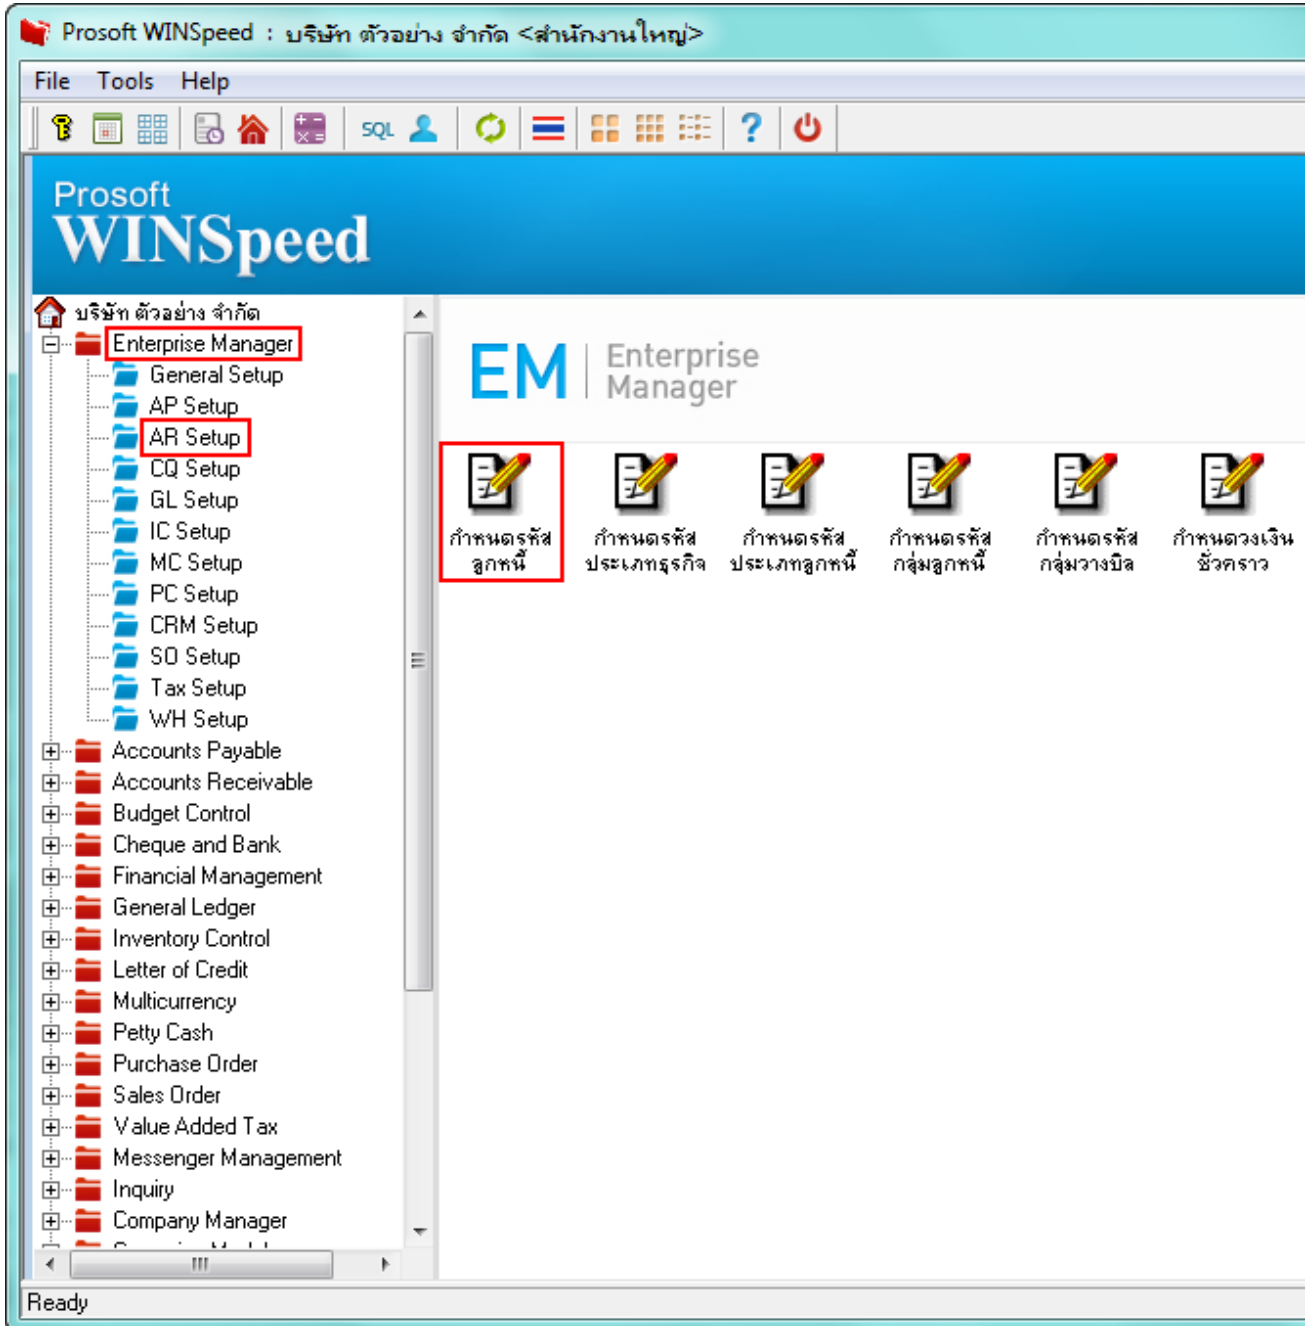 Prosoft WINSpeed : บริษัท ตัวอย่าง จำกัด <สำนักงานใหญ่>
File Tools Help
SQL
Prosoft
WINSpeed
บริษัท ตัวอย่าง จำกัด
Enterprise Manager
General Setup
AP Setup
AR Setup
CQ Setup
GL Setup
IC Setup
MC Setup
PC Setup
CRM Setup
SO Setup
Tax Setup
WH Setup
Accounts Payable
Accounts Receivable
Budget Control
Cheque and Bank
Financial Management
General Ledger
Inventory Control
Letter of Credit
Multicurrency
Petty Cash
Purchase Order
Sales Order
Value Added Tax
Messenger Management
Inquiry
Company Manager
EM Enterprise
Manager
กำหนดรหัส
ลูกหนี้
กำหนดรหัส
ประเภทธุรกิจ
กำหนดรหัส
ประเภทลูกหนี้
กำหนดรหัส
กลุ่มลูกหนี้
กำหนดรหัส
กลุ่มวางบิล
กำหนดวงเงิน
ชั่วคราว
Ready